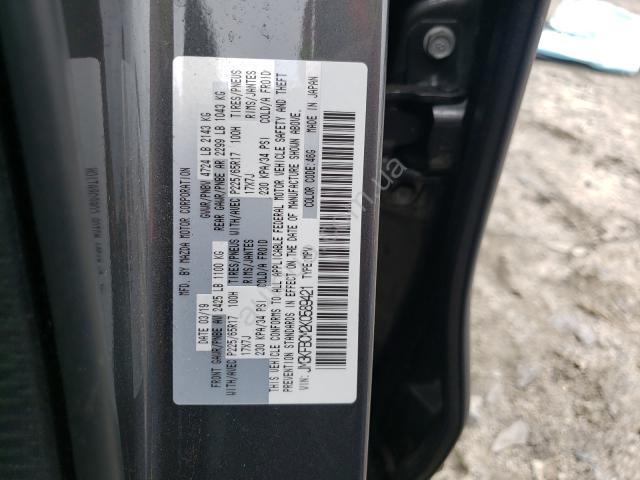 MFD. BY MAZDA MOTOR CORPORATION
DATE: 03/19 GVWR/PNBV 4724 LB 2143 KG
FRONT GAWR/PNBE AV 2425 LB 1100 KG REAR GAWR/PNBE AR 2299 LB 1043 KG
WITH/AVEC P225/65R17 100H TIRES/PNEUS WITH/AVEC P225/65R17 100H TIRES/PNEUS
17X7J RIMS/JANTES 17X7J RIMS/JANTES
230 KPA/34 PSI COLD/A FROID 230 KPA/34 PSI COLD/A FROID
THIS VEHICLE CONFORMS TO ALL APPLICABLE FEDERAL MOTOR VEHICLE SAFETY AND THEFT
PREVENTION STANDARDS IN EFFECT ON THE DATE OF MANUFACTURE SHOWN ABOVE.
VIN: JM3KFBCM2K0589421 TYPE:(MPV) COLOR CODE: 46G MADE IN JAPAN